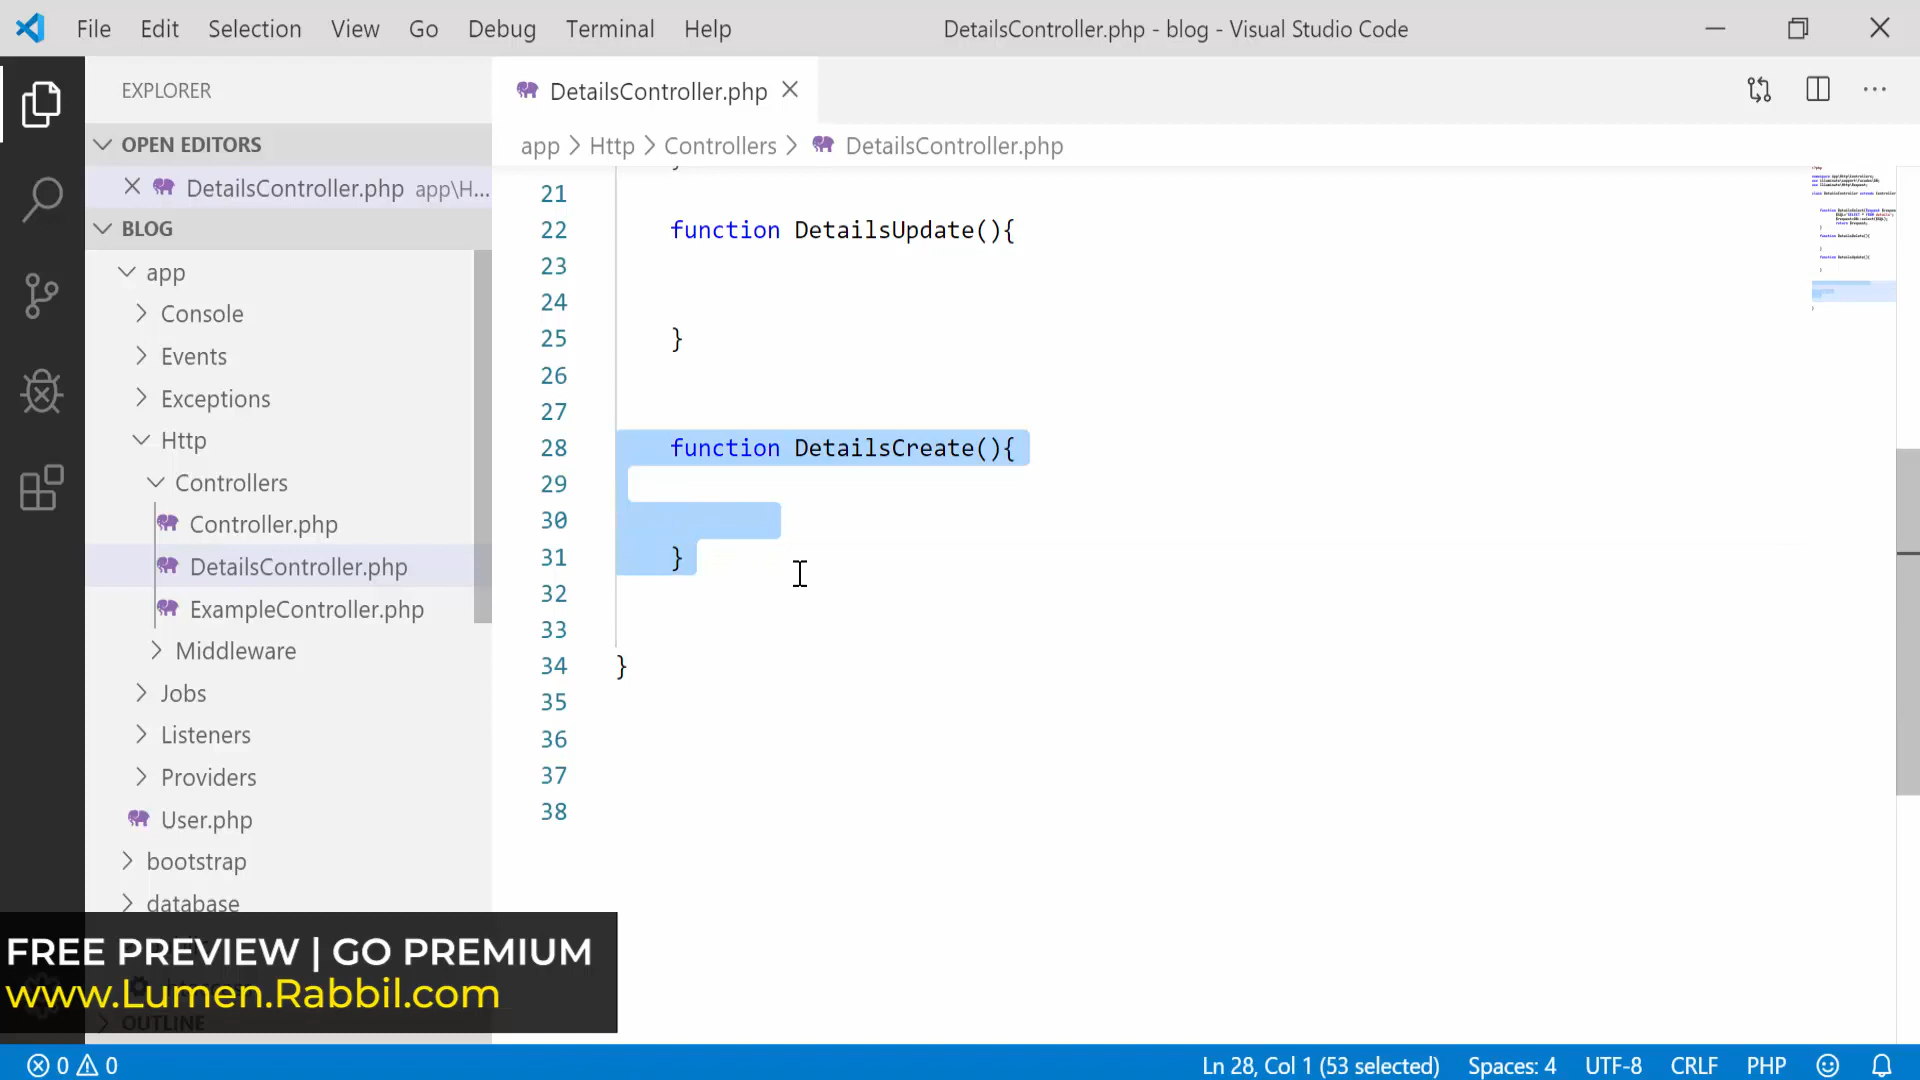 File Edit Selection View Go Debug Terminal Help
DetailsController.php - blog - Visual Studio Code
EXPLORER
OPEN EDITORS
DetailsController.php app\H...
BLOG
app
Console
Events
Exceptions
Http
Controllers
Controller.php
DetailsController.php
ExampleController.php
Middleware
Jobs
Listeners
Providers
User.php
bootstrap
database
OUTLINE
DetailsController.php
app > Http > Controllers > DetailsController.php
21
22 function DetailsUpdate(){
23
24
25 }
26
27
28 function DetailsCreate(){
29
30
31 }
32
33
34 }
35
36
37
38
FREE PREVIEW | GO PREMIUM
www.Lumen.Rabbil.com
0 0
Ln 28, Col 1 (53 selected) Spaces: 4 UTF-8 CRLF PHP